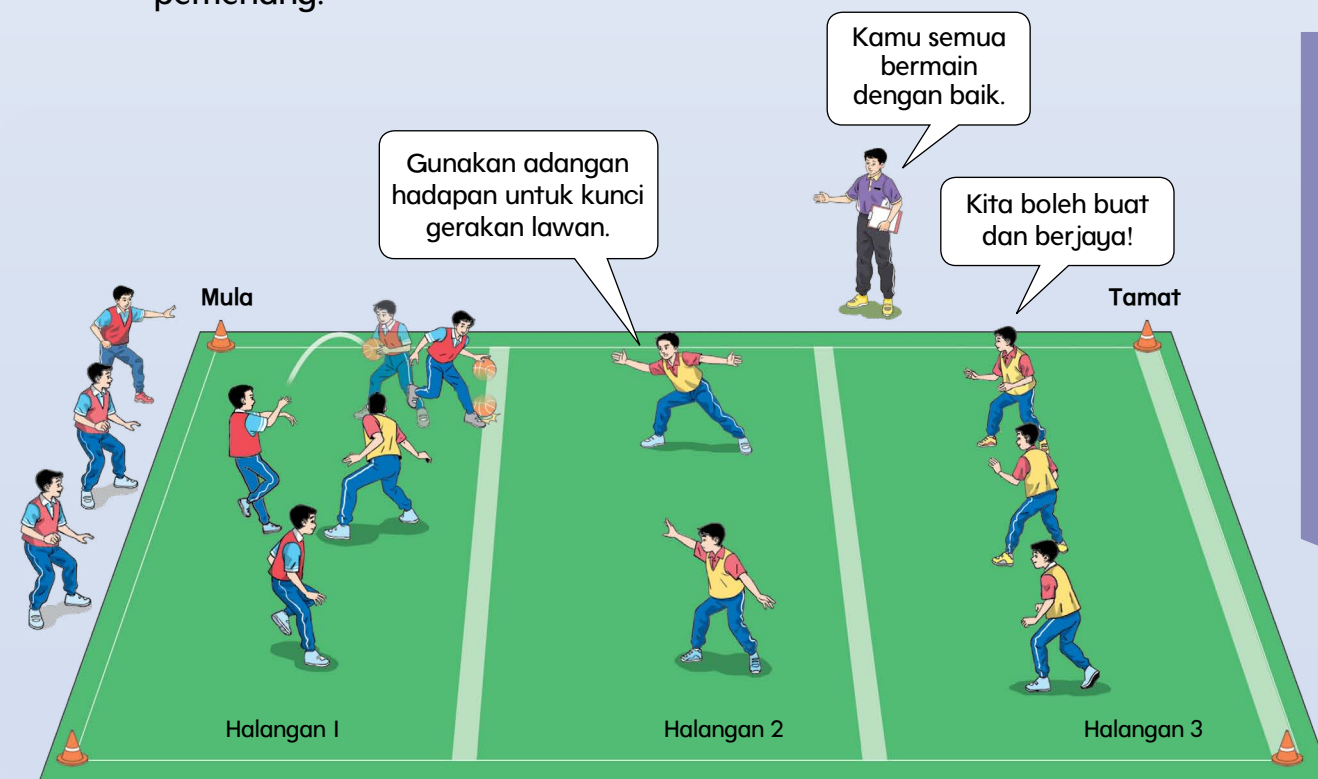 pemenang.
Kamu semua
bermain
dengan baik.
Gunakan adangan
hadapan untuk kunci
gerakan lawan.
Kita boleh buat
dan berjaya!
Mula
Tamat
Halangan 1
Halangan 2
Halangan 3